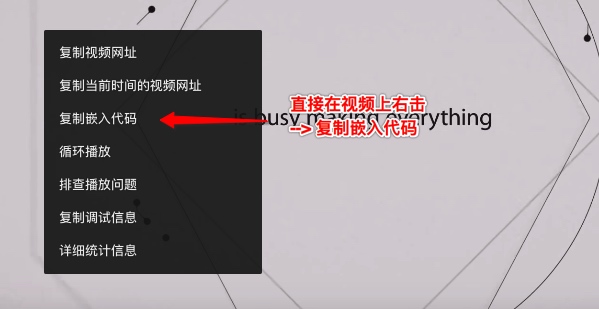 复制视频网址
复制当前时间的视频网址
复制嵌入代码
循环播放
排查播放问题
复制调试信息
详细统计信息
直接在视频上右击
--> 复制嵌入代码
is busy making everything